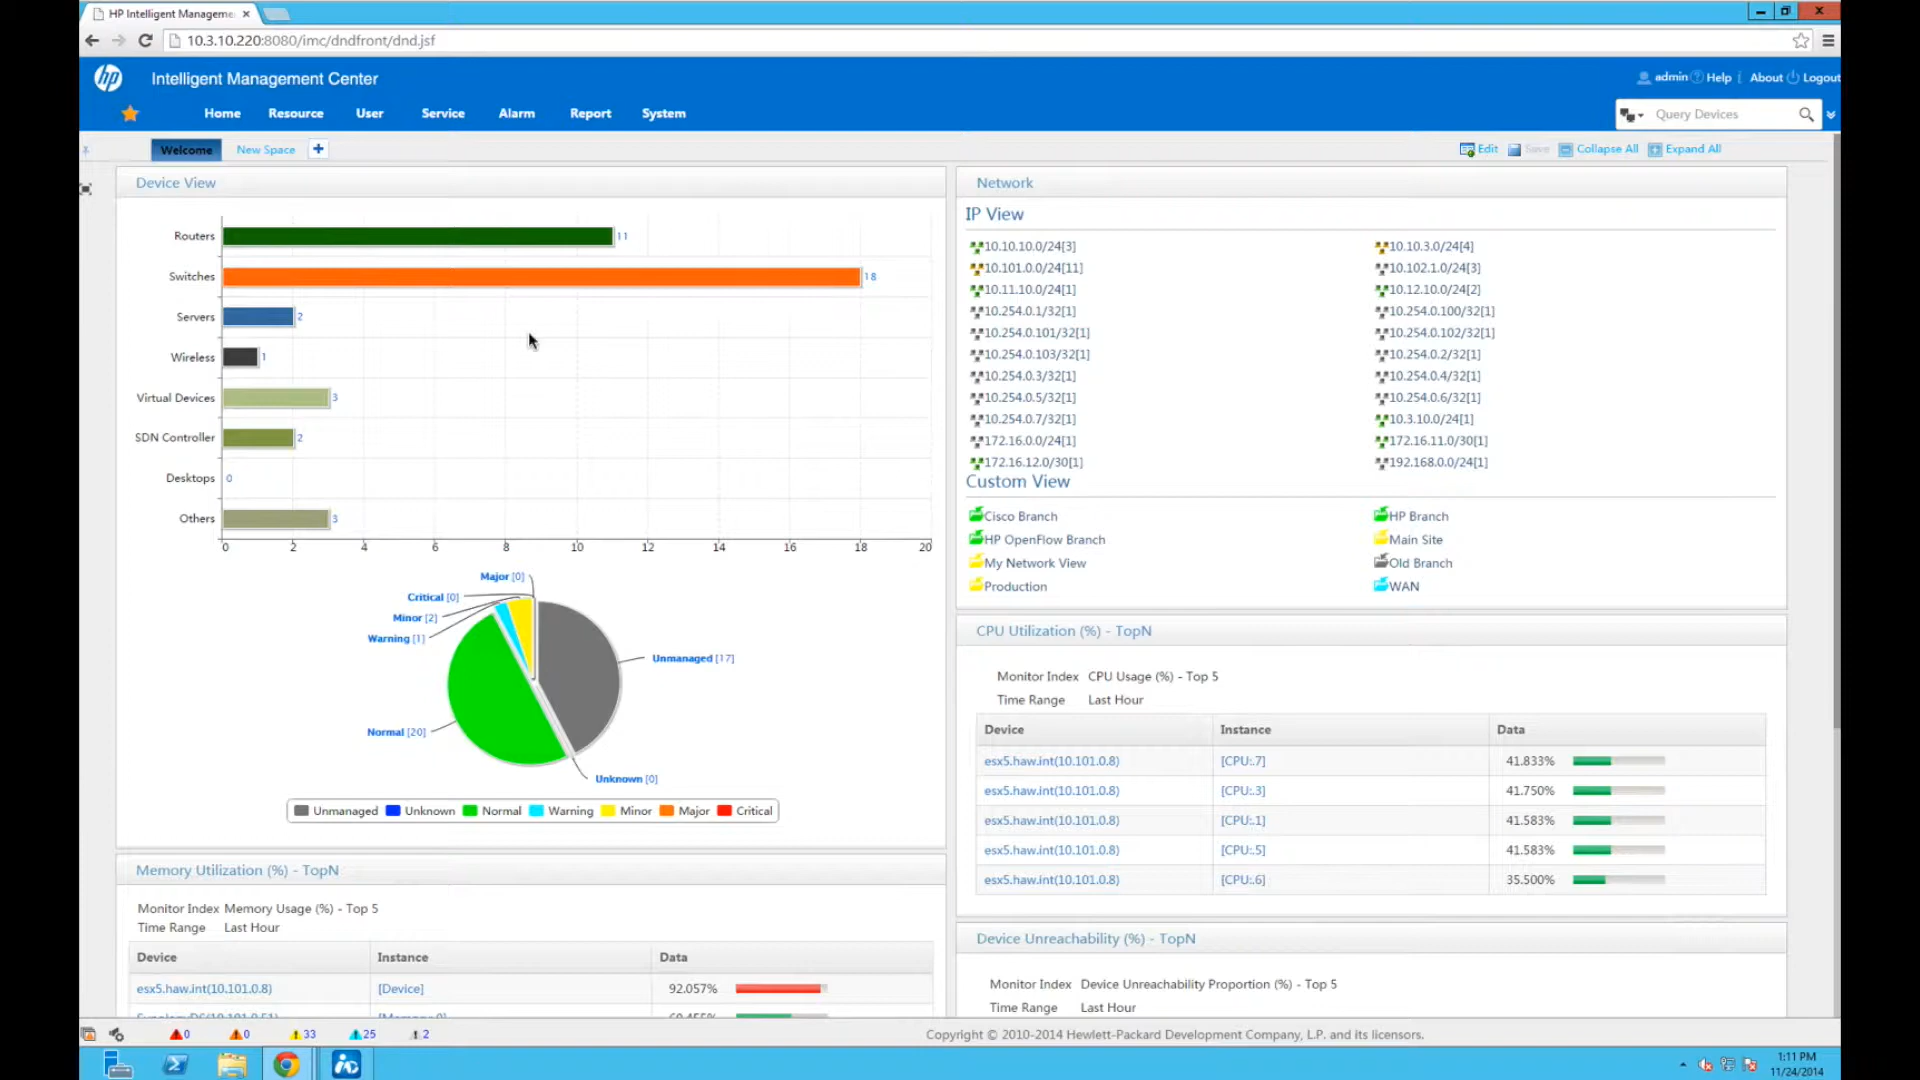 HP Intelligent Manageme
10.3.10.220:8080/imc/dndfront/dnd.jsf
hp Intelligent Management Center
admin Help About Logout
Home Resource User Service Alarm Report System
Query Devices
Welcome New Space
Edit Save Collapse All Expand All
Device View
Routers 11
Switches 18
Servers 2
Wireless 1
Virtual Devices 3
SDN Controller 2
Desktops 0
Others 3
0 2 4 6 8 10 12 14 16 18 20
Major [0]
Critical [0]
Minor [2]
Warning [1]
Unmanaged [17]
Normal [20]
Unknown [0]
Unmanaged Unknown Normal Warning Minor Major Critical
Memory Utilization (%) - TopN
Monitor Index Memory Usage (%) - Top 5
Time Range Last Hour
Device Instance Data
esx5.haw.int(10.101.0.8) [Device] 92.057%
Network
IP View
10.10.10.0/24[3] 10.10.3.0/24[4]
10.101.0.0/24[11] 10.102.1.0/24[3]
10.11.10.0/24[1] 10.12.10.0/24[2]
10.254.0.1/32[1] 10.254.0.100/32[1]
10.254.0.101/32[1] 10.254.0.102/32[1]
10.254.0.103/32[1] 10.254.0.2/32[1]
10.254.0.3/32[1] 10.254.0.4/32[1]
10.254.0.5/32[1] 10.254.0.6/32[1]
10.254.0.7/32[1] 10.3.10.0/24[1]
172.16.0.0/24[1] 172.16.11.0/30[1]
172.16.12.0/30[1] 192.168.0.0/24[1]
Custom View
Cisco Branch HP Branch
HP OpenFlow Branch Main Site
My Network View Old Branch
Production WAN
CPU Utilization (%) - TopN
Monitor Index CPU Usage (%) - Top 5
Time Range Last Hour
Device Instance Data
esx5.haw.int(10.101.0.8) [CPU:.7] 41.833%
esx5.haw.int(10.101.0.8) [CPU:.3] 41.750%
esx5.haw.int(10.101.0.8) [CPU:.1] 41.583%
esx5.haw.int(10.101.0.8) [CPU:.5] 41.583%
esx5.haw.int(10.101.0.8) [CPU:.6] 35.500%
Device Unreachability (%) - TopN
Monitor Index Device Unreachability Proportion (%) - Top 5
Time Range Last Hour
0 0 33 25 2
Copyright © 2010-2014 Hewlett-Packard Development Company, L.P. and its licensors.
1:11 PM
11/24/2014